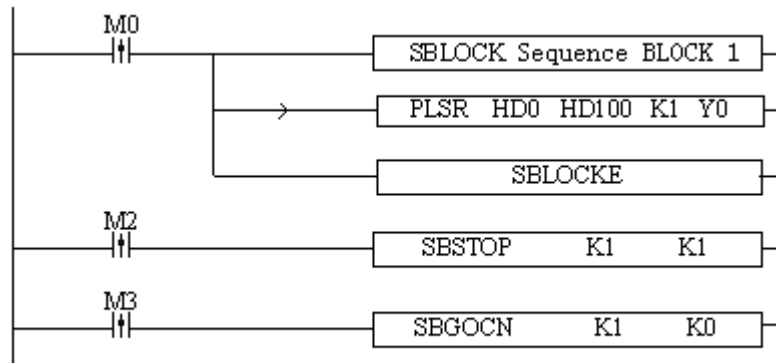 M0
SBLOCK Sequence BLOCK 1
PLSR HD0 HD100 K1 Y0
SBLOCKE
M2
SBSTOP K1 K1
M3
SBGOCN K1 K0